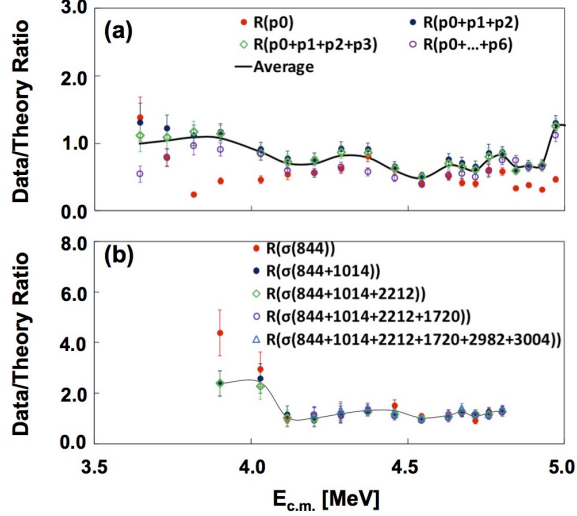 (a)
R(p0)
R(p0+p1+p2)
R(p0+p1+p2+p3)
R(p0+...+p6)
Average
Data/Theory Ratio
3.0
2.0
1.0
0.0
(b)
R(σ(844))
R(σ(844+1014))
R(σ(844+1014+2212))
R(σ(844+1014+2212+1720))
R(σ(844+1014+2212+1720+2982+3004))
Data/Theory Ratio
8.0
6.0
4.0
2.0
0.0
3.5 4.0 4.5 5.0
E c.m. [MeV]